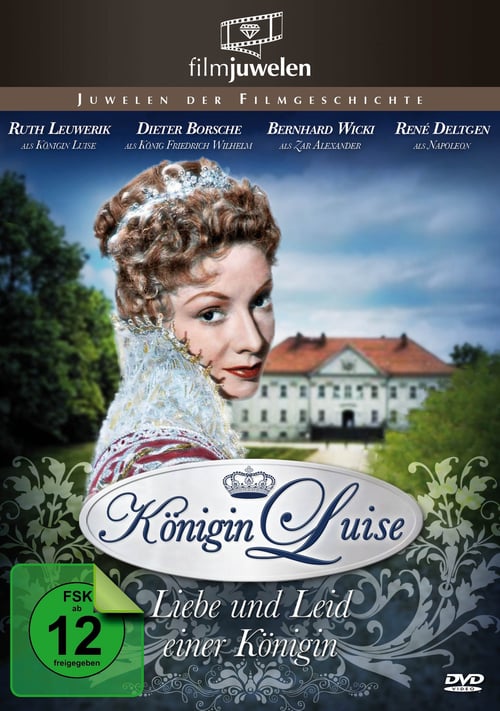 filmjuwelen
JUWELEN DER FILMGESCHICHTE
RUTH LEUWERIK
ALS KÖNIGIN LUISE
DIETER BORSCHE
ALS KÖNIG FRIEDRICH WILHELM
BERNHARD WICKI
ALS ZAR ALEXANDER
RENÉ DELTGEN
ALS NAPOLEON
Königin Luise
Liebe und Leid
einer Königin
FSK
ab
12
freigegeben
DVD
VIDEO